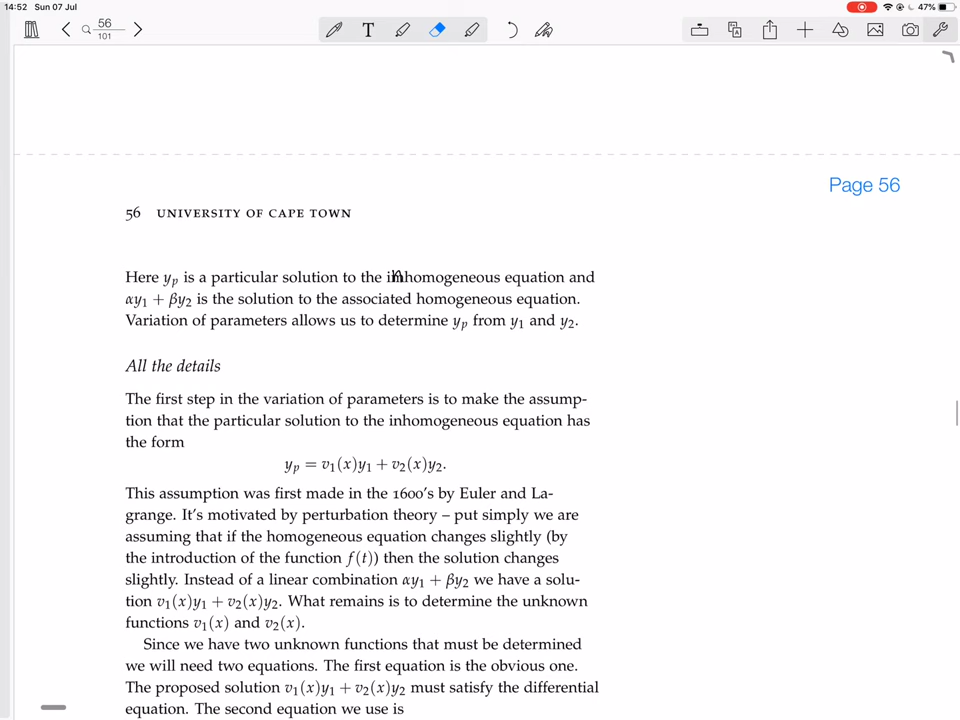 14:52 Sun 07 Jul 47%
56
101
T
Page 56
56 UNIVERSITY OF CAPE TOWN
Here yₚ is a particular solution to the inhomogeneous equation and
αy₁ + βy₂ is the solution to the associated homogeneous equation.
Variation of parameters allows us to determine yₚ from y₁ and y₂.
All the details
The first step in the variation of parameters is to make the assump-
tion that the particular solution to the inhomogeneous equation has
the form
yₚ = v₁(x)y₁ + v₂(x)y₂.
This assumption was first made in the 1600's by Euler and La-
grange. It's motivated by perturbation theory – put simply we are
assuming that if the homogeneous equation changes slightly (by
the introduction of the function f(t)) then the solution changes
slightly. Instead of a linear combination αy₁ + βy₂ we have a solu-
tion v₁(x)y₁ + v₂(x)y₂. What remains is to determine the unknown
functions v₁(x) and v₂(x).
Since we have two unknown functions that must be determined
we will need two equations. The first equation is the obvious one.
The proposed solution v₁(x)y₁ + v₂(x)y₂ must satisfy the differential
equation. The second equation we use is